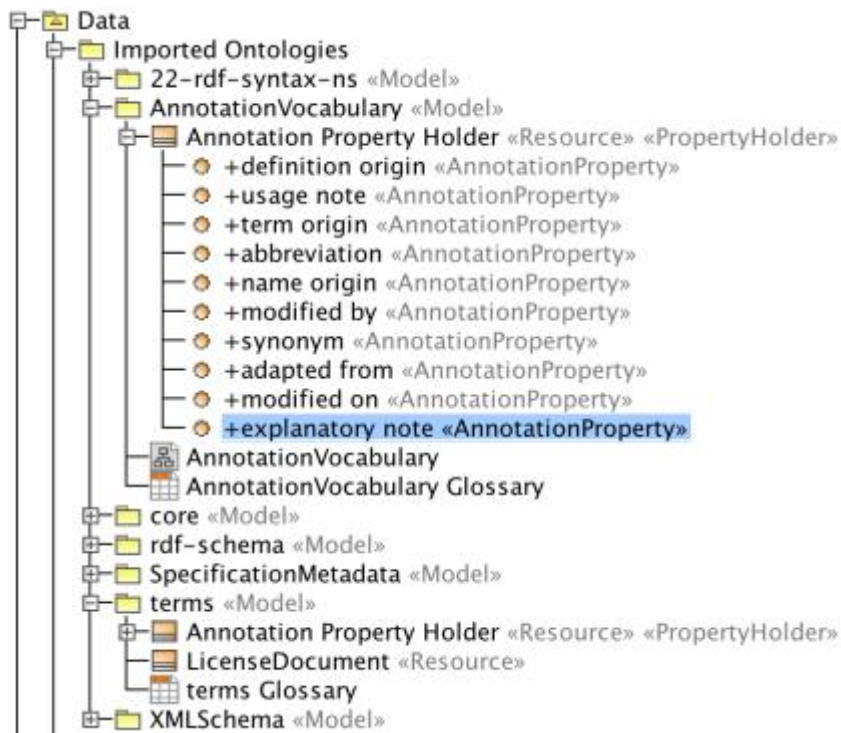 Data
Imported Ontologies
22-rdf-syntax-ns «Model»
AnnotationVocabulary «Model»
Annotation Property Holder «Resource» «PropertyHolder»
+definition origin «AnnotationProperty»
+usage note «AnnotationProperty»
+term origin «AnnotationProperty»
+abbreviation «AnnotationProperty»
+name origin «AnnotationProperty»
+modified by «AnnotationProperty»
+synonym «AnnotationProperty»
+adapted from «AnnotationProperty»
+modified on «AnnotationProperty»
+explanatory note «AnnotationProperty»
AnnotationVocabulary
AnnotationVocabulary Glossary
core «Model»
rdf-schema «Model»
SpecificationMetadata «Model»
terms «Model»
Annotation Property Holder «Resource» «PropertyHolder»
LicenseDocument «Resource»
terms Glossary
XMLSchema «Model»